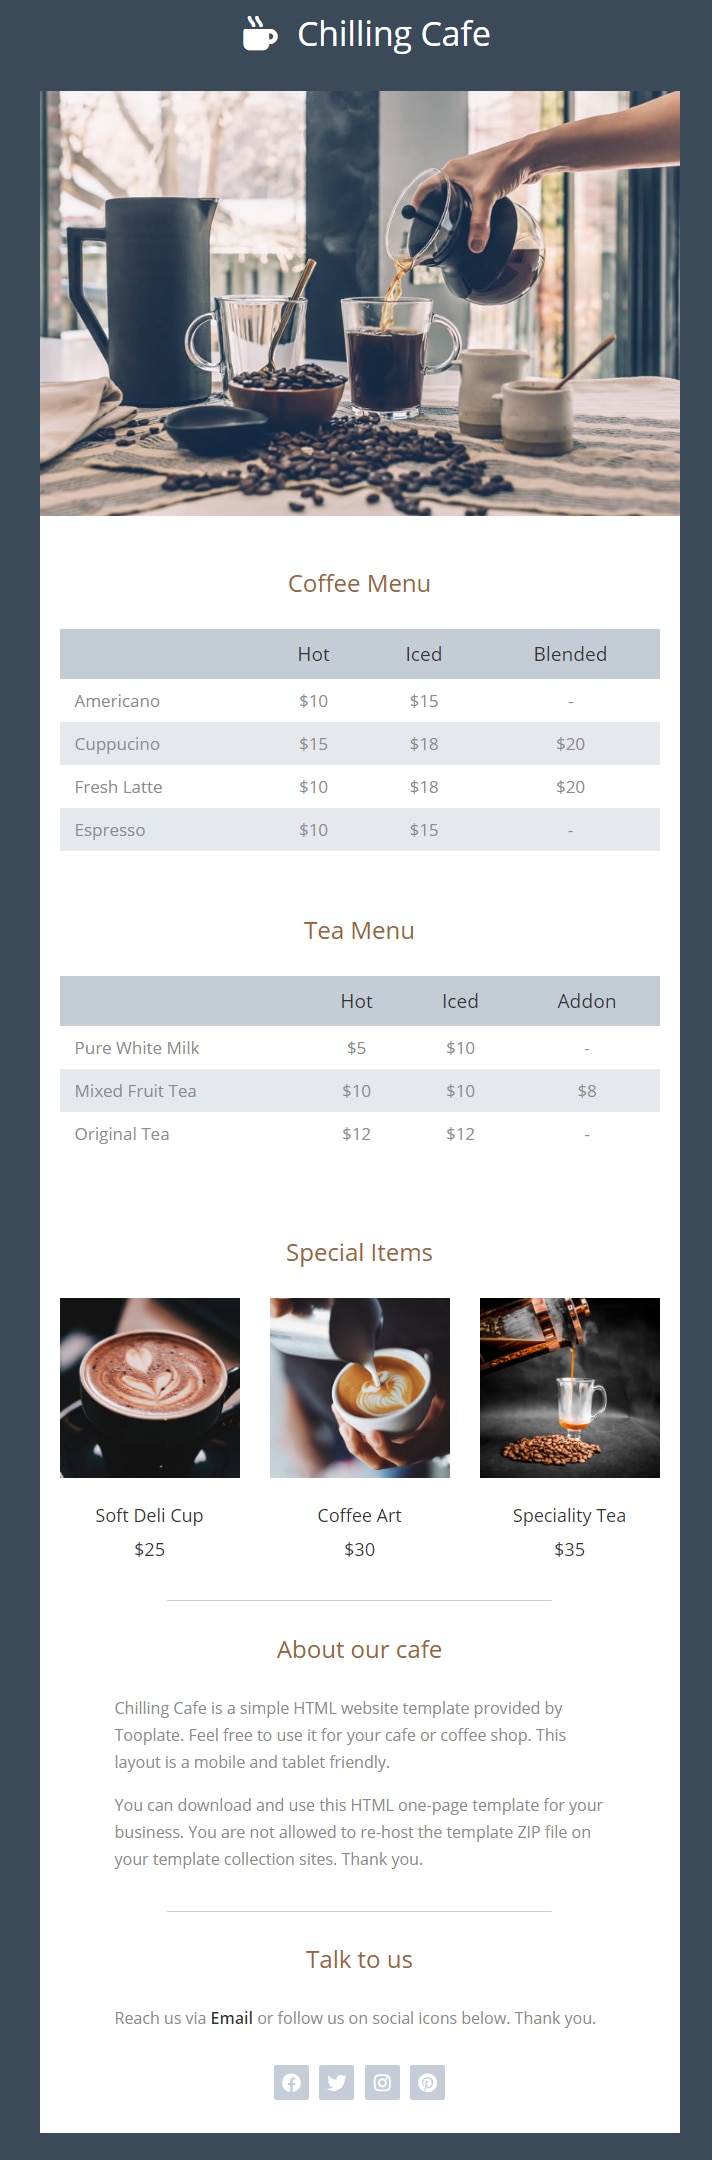 Chilling Cafe
Coffee Menu
Hot Iced Blended
Americano $10 $15 -
Cuppucino $15 $18 $20
Fresh Latte $10 $18 $20
Espresso $10 $15 -
Tea Menu
Hot Iced Addon
Pure White Milk $5 $10 -
Mixed Fruit Tea $10 $10 $8
Original Tea $12 $12 -
Special Items
Soft Deli Cup Coffee Art Speciality Tea
$25 $30 $35
About our cafe
Chilling Cafe is a simple HTML website template provided by
Tooplate. Feel free to use it for your cafe or coffee shop. This
layout is a mobile and tablet friendly.
You can download and use this HTML one-page template for your
business. You are not allowed to re-host the template ZIP file on
your template collection sites. Thank you.
Talk to us
Reach us via Email or follow us on social icons below. Thank you.